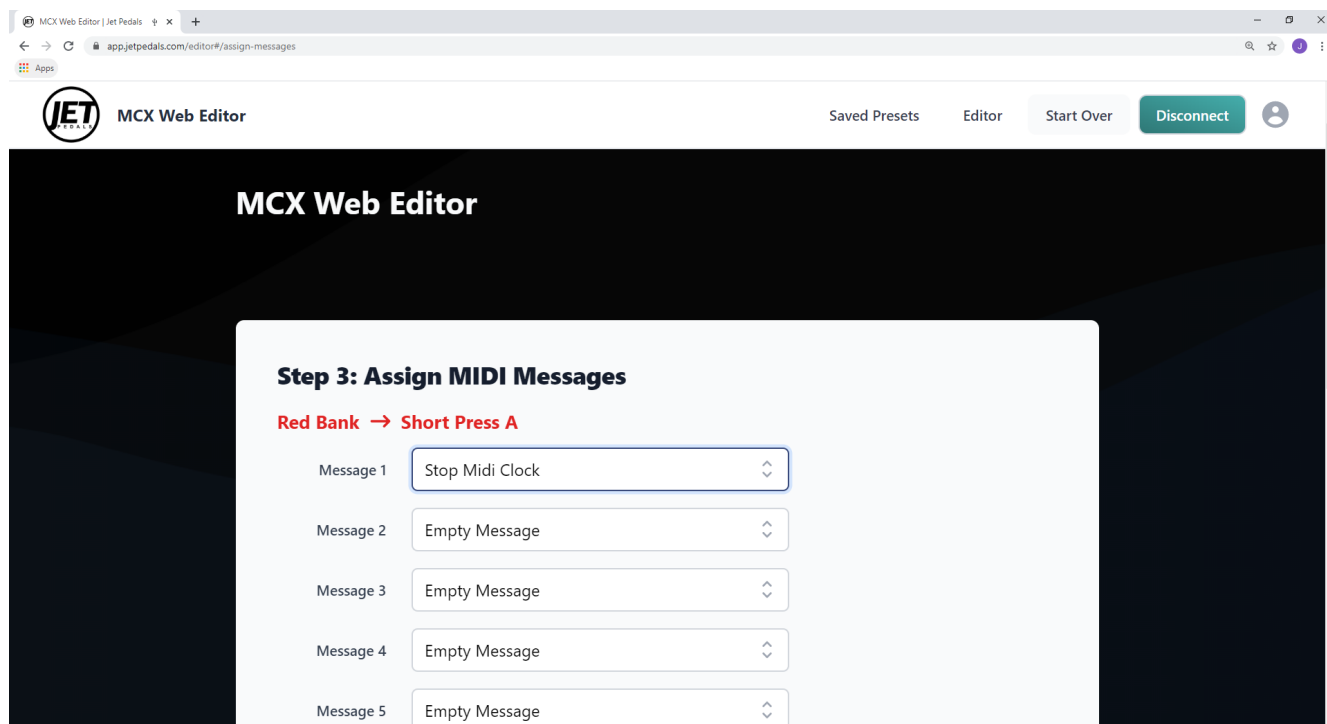 MCX Web Editor | Jet Pedals
app.jetpedals.com/editor#/assign-messages
J
Apps
JET
PEDALS
MCX Web Editor
Saved Presets Editor Start Over Disconnect
MCX Web Editor
Step 3: Assign MIDI Messages
Red Bank → Short Press A
Message 1 Stop Midi Clock
Message 2 Empty Message
Message 3 Empty Message
Message 4 Empty Message
Message 5 Empty Message